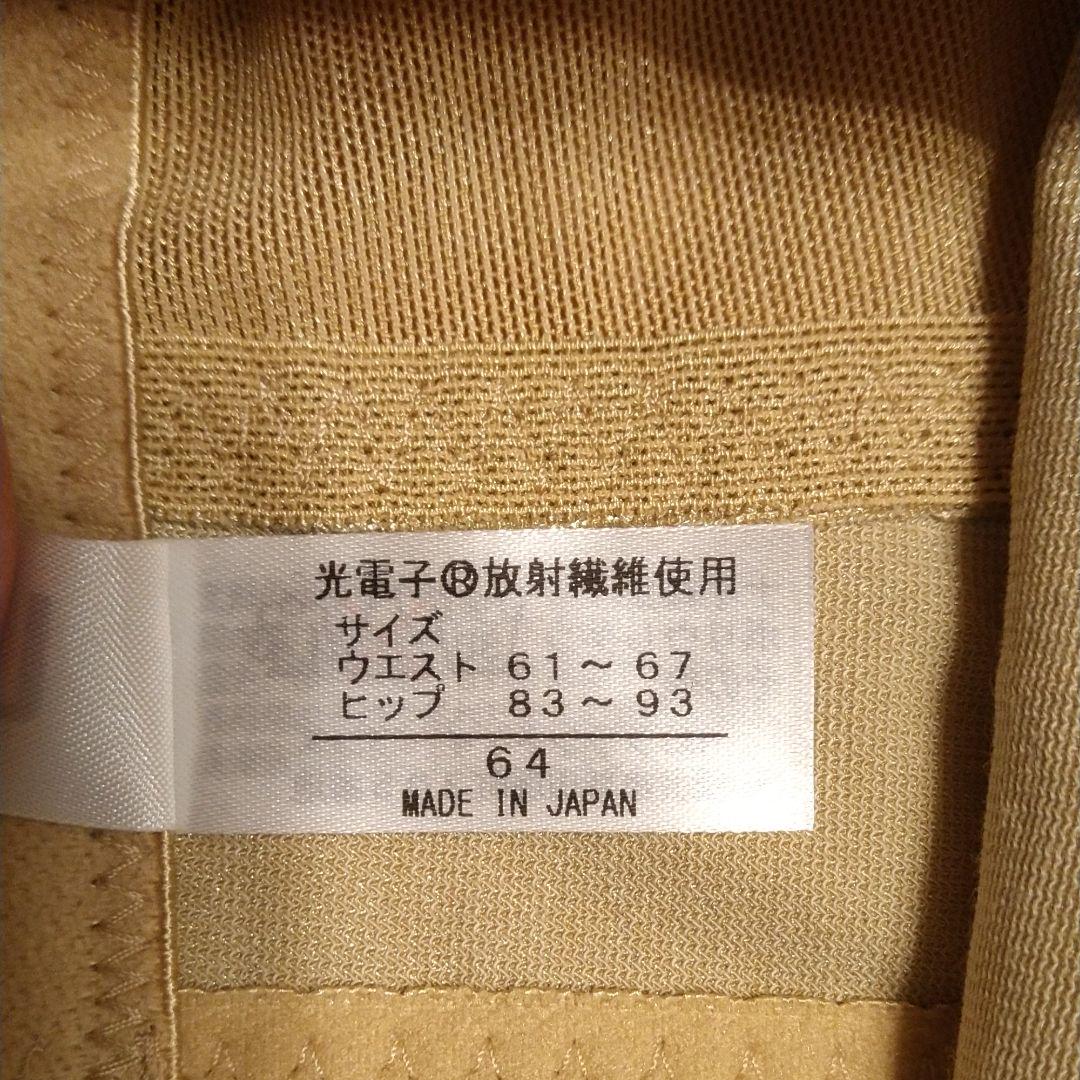 光電子®放射繊維使用
サイズ
ウエスト 61～67
ヒップ 83～93
64
MADE IN JAPAN